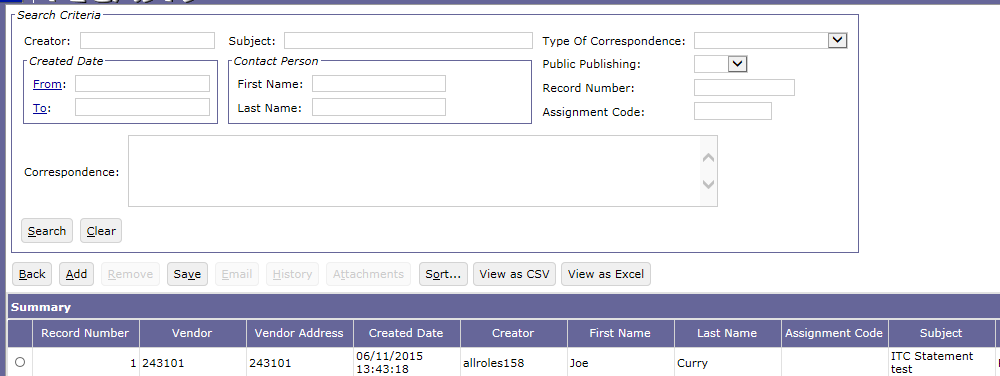 Search Criteria
Creator: Subject: Type Of Correspondence:
Created Date Contact Person Public Publishing:
From: First Name: Record Number:
To: Last Name: Assignment Code:
Correspondence:
Search Clear
Back Add Remove Save Email History Attachments Sort... View as CSV View as Excel
Summary
Record Number Vendor Vendor Address Created Date Creator First Name Last Name Assignment Code Subject
1 243101 243101 06/11/2015 13:43:18 allroles158 Joe Curry ITC Statement test